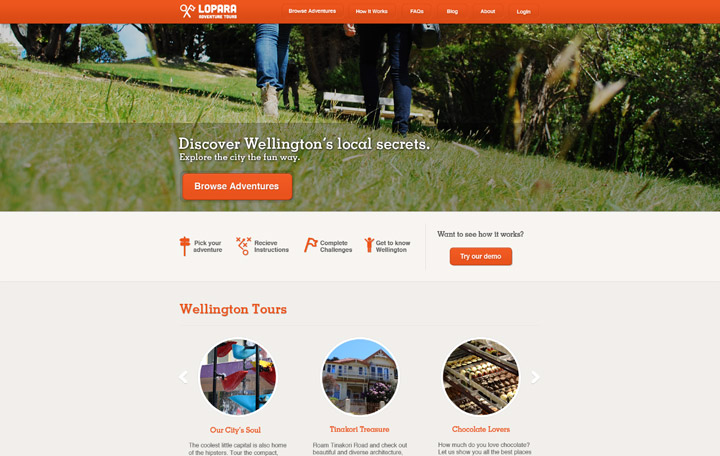 LOPARA
ADVENTURE TOURS
Browse Adventures How It Works FAQs Blog About Login
Discover Wellington's local secrets.
Explore the city the fun way.
Browse Adventures
Pick your
adventure
Recieve
Instructions
Complete
Challenges
Get to know
Wellington
Want to see how it works?
Try our demo
Wellington Tours
Our City's Soul
The coolest little capital is also home
of the hipsters. Tour the compact,
Tinakori Treasure
Roam Tinakori Road and check out
beautiful and diverse architecture,
Chocolate Lovers
How much do you love chocolate?
Let us show you all the best places